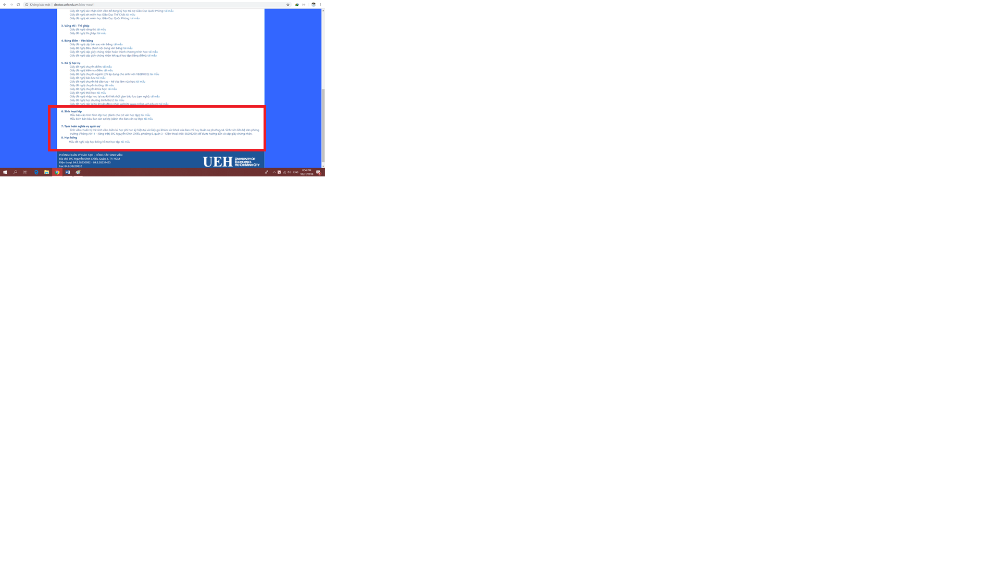 Không bảo mật | daotao.ueh.edu.vn/bieu-mau/1
Giấy đề nghị xác nhận sinh viên để đăng ký học trả nợ Giáo Dục Quốc Phòng: tải mẫu
Giấy đề nghị xét miễn học Giáo Dục Thể Chất: tải mẫu
Giấy đề nghị xét miễn học Giáo Dục Quốc Phòng: tải mẫu
3. Vắng thi - Thi ghép
Giấy đề nghị vắng thi: tải mẫu
Giấy đề nghị thi ghép: tải mẫu
4. Bảng điểm - Văn bằng
Giấy đề nghị cấp bản sao văn bằng: tải mẫu
Giấy đề nghị điều chỉnh nội dung văn bằng: tải mẫu
Giấy đề nghị cấp giấy chứng nhận hoàn thành chương trình học: tải mẫu
Giấy đề nghị cấp giấy chứng nhận kết quả học tập (Bảng điểm): tải mẫu
5. Xử lý học vụ
Giấy đề nghị chuyển điểm: tải mẫu
Giấy đề nghị kiểm tra điểm: tải mẫu
Giấy đề nghị chuyển ngành (chỉ áp dụng cho sinh viên VB2ĐHCQ: tải mẫu
Giấy đề nghị bảo lưu: tải mẫu
Giấy đề nghị chuyển hệ đào tạo - hệ Vừa làm vừa học: tải mẫu
Giấy đề nghị chuyển trường: tải mẫu
Giấy đề nghị chuyển khóa học: tải mẫu
Giấy đề nghị thôi học: tải mẫu
Giấy đề nghị nhập học lại sau khi hết thời gian bảo lưu (tạm nghỉ): tải mẫu
Giấy đề nghị học chương trình thứ 2: tải mẫu
Giấy đề nghị cấp lại tài khoản đăng nhập website www.online.ueh.edu.vn: tải mẫu
6. Sinh hoạt lớp
Mẫu báo cáo tình hình lớp học (dành cho Cố vấn học tập): tải mẫu
Mẫu biên bản bầu Ban cán sự lớp (dành cho Ban cán sự lớp): tải mẫu
7. Tạm hoãn nghĩa vụ quân sự
Sinh viên chuẩn bị thẻ sinh viên, biên lai học phí học kỳ hiện tại và Giấy gọi khám sức khoẻ của Ban chỉ huy Quân sự phường/xã. Sinh viên liên hệ Văn phòng
trường (Phòng A0.11 - [tầng trệt] 59C Nguyễn Đình Chiểu, phường 6, quận 3 - Điện thoại: 028-38295299) để được hướng dẫn và cấp giấy chứng nhận.
8. Học bổng
Mẫu đề nghị cấp học bổng hỗ trợ học tập: tải mẫu
PHÒNG QUẢN LÝ ĐÀO TẠO - CÔNG TÁC SINH VIÊN
Địa chỉ: 59C Nguyễn Đình Chiểu, Quận 3, TP. HCM
Điện thoại: 84.8.38230082 - 84.8.38257425
Fax: 84.8.38229832
UEH UNIVERSITY OF
ECONOMICS
HO CHI MINH CITY
ENG
8:56 PM
10/31/2016